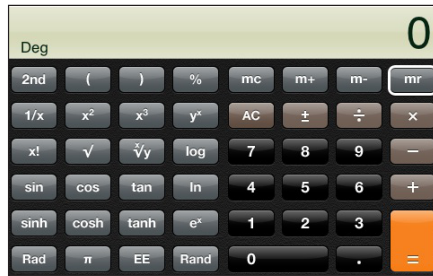 0
Deg
2nd ( ) % mc m+ m- mr
1/x x² x³ yˣ AC ± ÷ ×
x! √ ˣ√y log 7 8 9 −
sin cos tan ln 4 5 6 +
sinh cosh tanh eˣ 1 2 3
Rad π EE Rand 0 . =